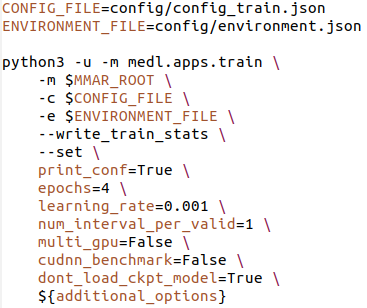 CONFIG_FILE=config/config_train.json
ENVIRONMENT_FILE=config/environment.json
python3 -u -m medl.apps.train \
-m $MMAR_ROOT \
-c $CONFIG_FILE \
-e $ENVIRONMENT_FILE \
--write_train_stats \
--set \
print_conf=True \
epochs=4 \
learning_rate=0.001 \
num_interval_per_valid=1 \
multi_gpu=False \
cudnn_benchmark=False \
dont_load_ckpt_model=True \
${additional_options}